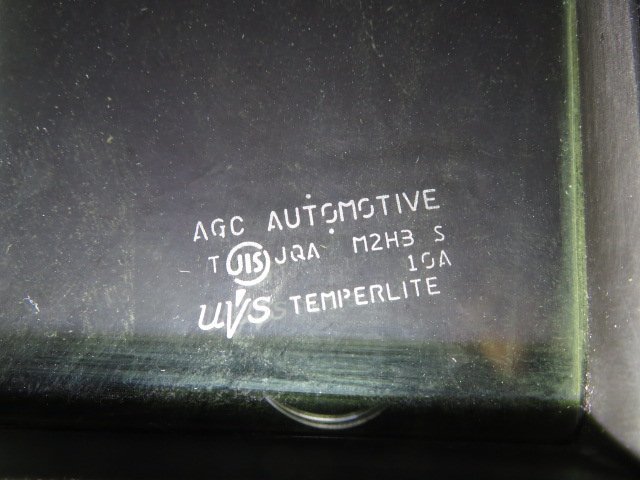 AGC AUTOMOTIVE
T JIS JQA M2H3 S
10A
UVS TEMPERLITE